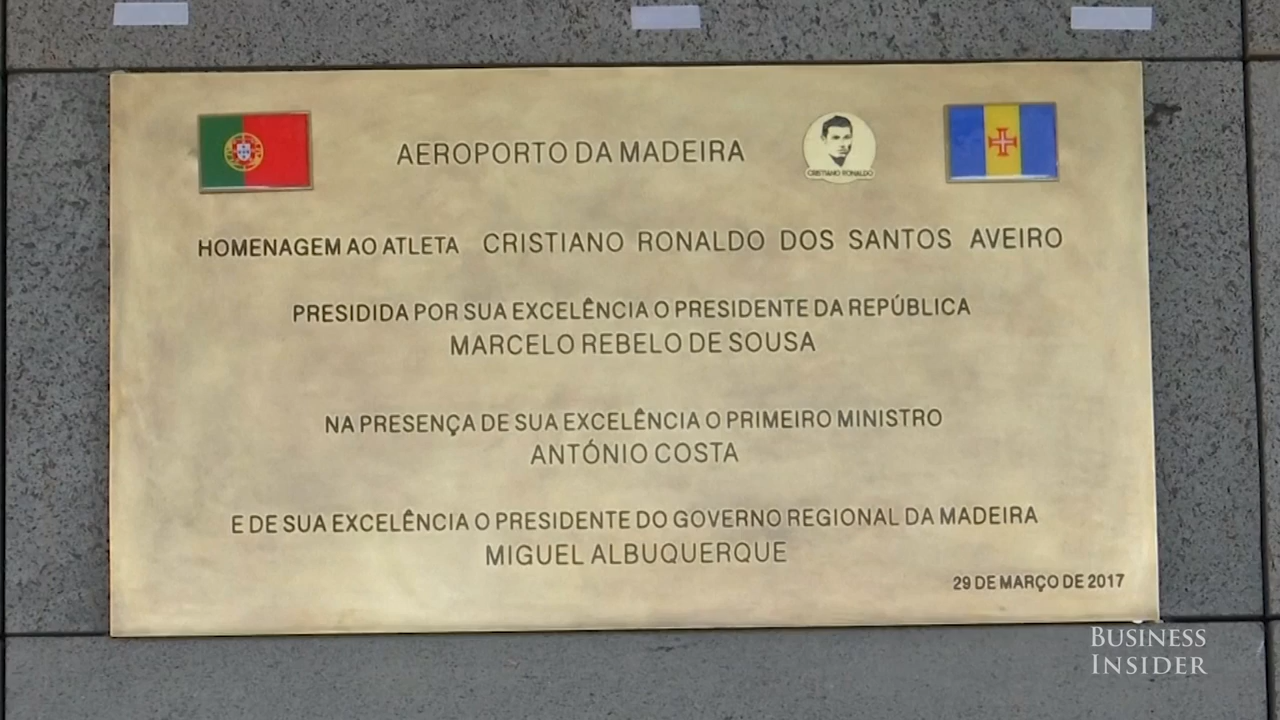 AEROPORTO DA MADEIRA
CRISTIANO RONALDO
HOMENAGEM AO ATLETA CRISTIANO RONALDO DOS SANTOS AVEIRO
PRESIDIDA POR SUA EXCELÊNCIA O PRESIDENTE DA REPÚBLICA
MARCELO REBELO DE SOUSA
NA PRESENÇA DE SUA EXCELÊNCIA O PRIMEIRO MINISTRO
ANTÓNIO COSTA
E DE SUA EXCELÊNCIA O PRESIDENTE DO GOVERNO REGIONAL DA MADEIRA
MIGUEL ALBUQUERQUE
29 DE MARÇO DE 2017
BUSINESS
INSIDER